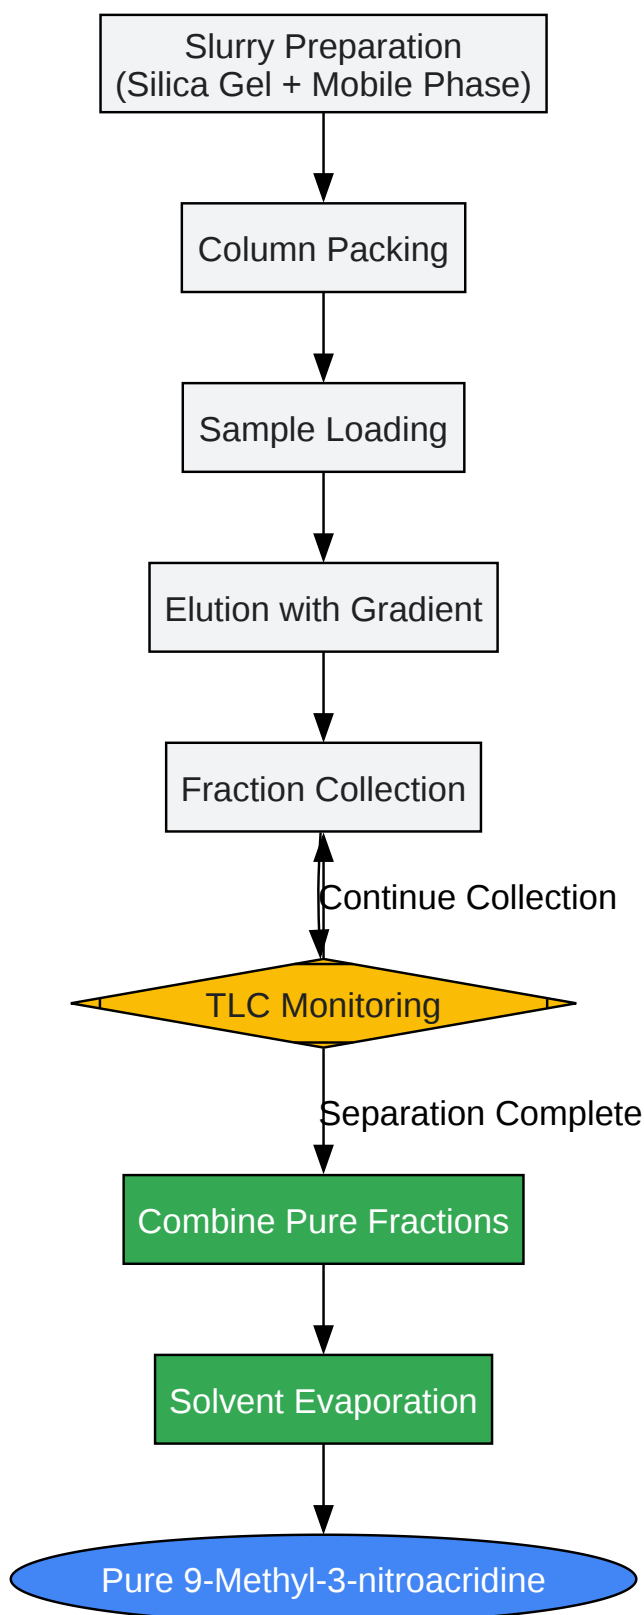 Slurry Preparation
(Silica Gel + Mobile Phase)
Column Packing
Sample Loading
Elution with Gradient
Fraction Collection
Continue Collection
TLC Monitoring
Separation Complete
Combine Pure Fractions
Solvent Evaporation
Pure 9-Methyl-3-nitroacridine